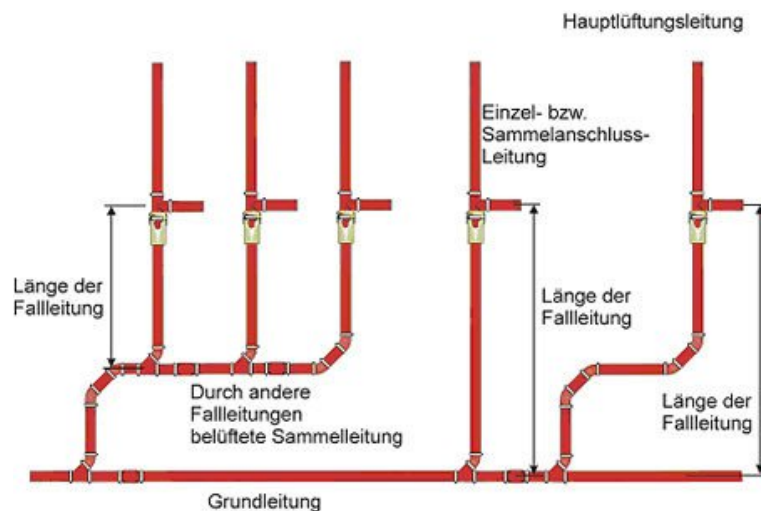 Hauptlüftungsleitung
Einzel- bzw.
Sammelanschluss-
Leitung
Länge der
Fallleitung
Länge der
Fallleitung
Länge der
Fallleitung
Durch andere
Fallleitungen
belüftete Sammelleitung
Grundleitung